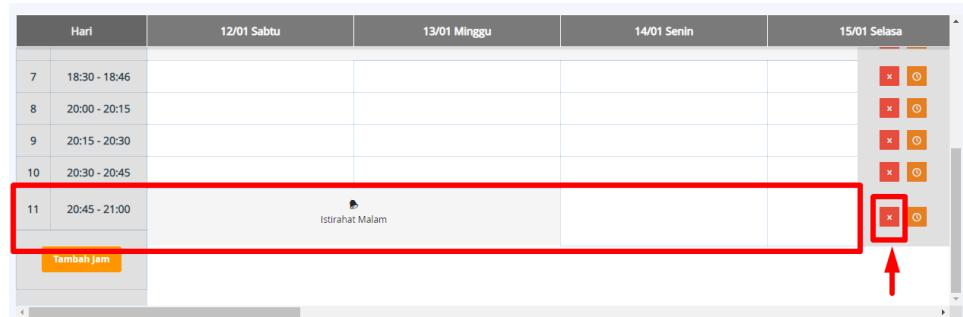 Hari 12/01 Sabtu 13/01 Minggu 14/01 Senin 15/01 Selasa
7 18:30 - 18:46
8 20:00 - 20:15
9 20:15 - 20:30
10 20:30 - 20:45
11 20:45 - 21:00
Istirahat Malam
Tambah Jam